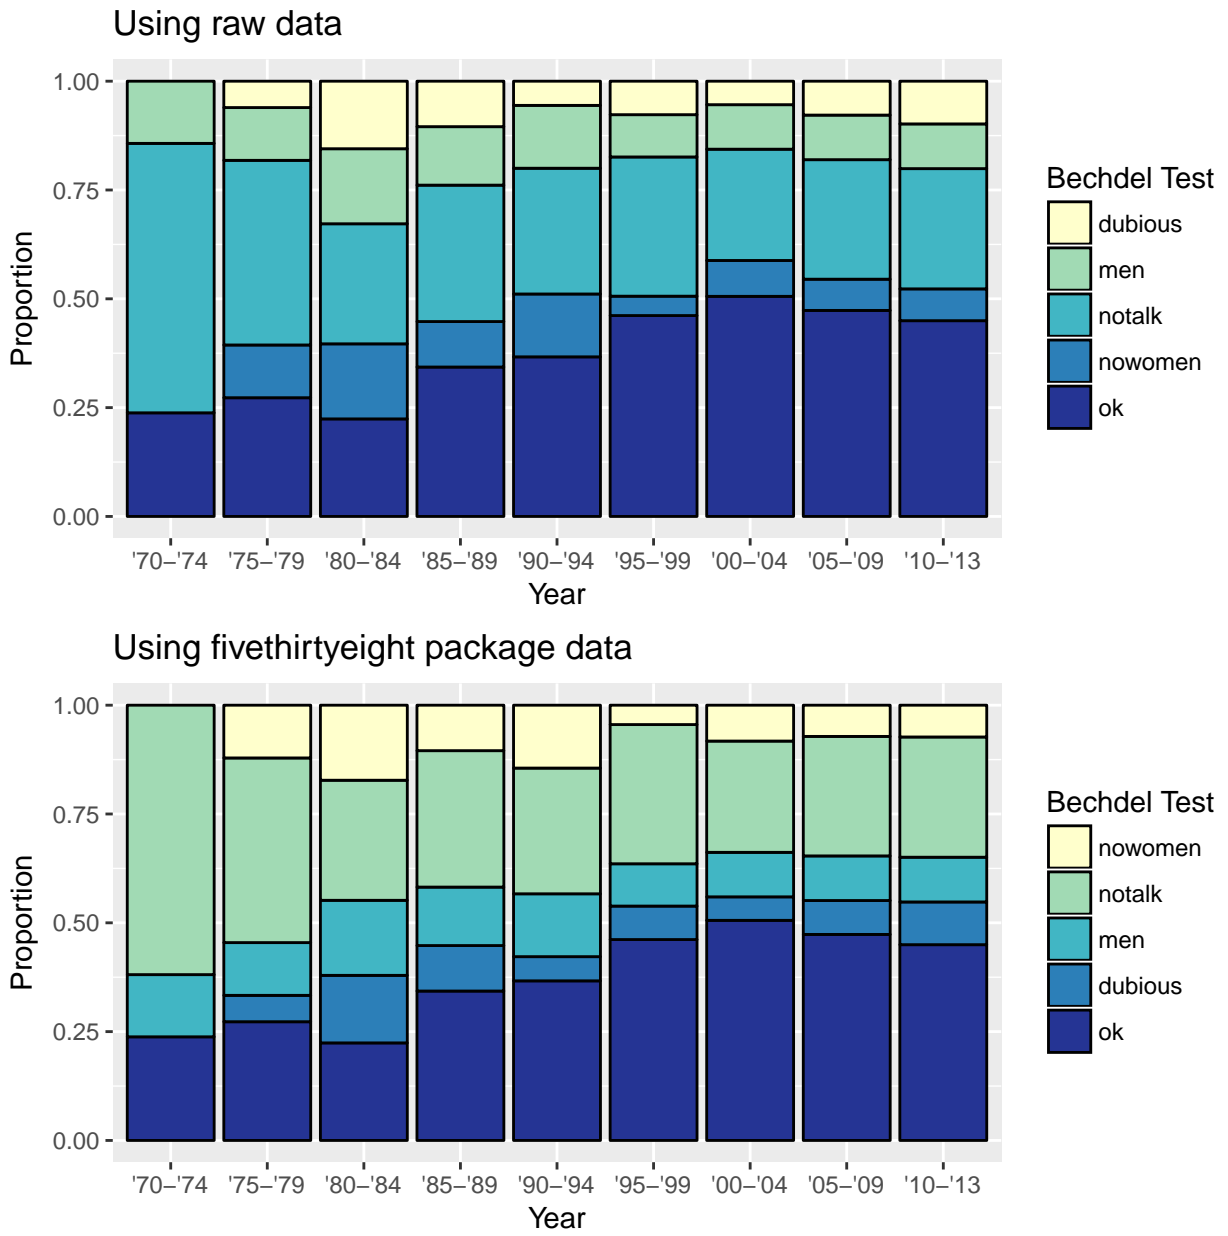 Using raw data
1.00
0.75
0.50
0.25
0.00
Proportion
'70–'74 '75–'79 '80–'84 '85–'89 '90–'94 '95–'99 '00–'04 '05–'09 '10–'13
Year
Bechdel Test
dubious
men
notalk
nowomen
ok
Using fivethirtyeight package data
1.00
0.75
0.50
0.25
0.00
Proportion
'70–'74 '75–'79 '80–'84 '85–'89 '90–'94 '95–'99 '00–'04 '05–'09 '10–'13
Year
Bechdel Test
nowomen
notalk
men
dubious
ok